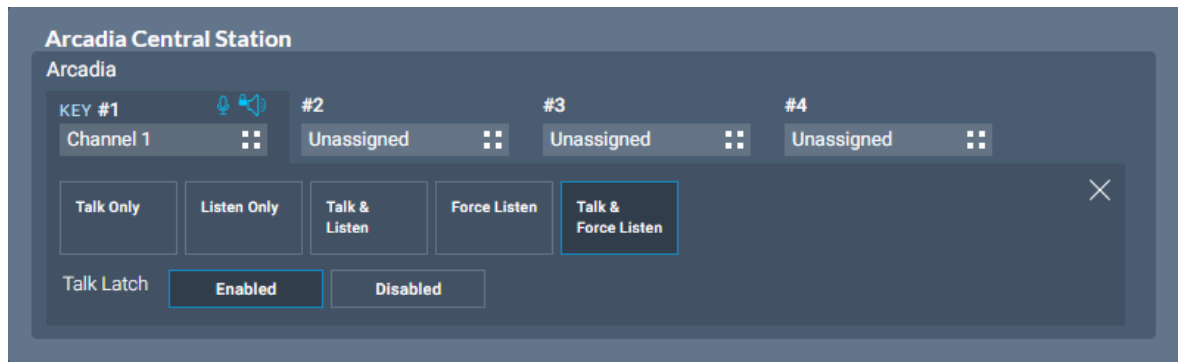 Arcadia Central Station
Arcadia
KEY #1 #2 #3 #4
Channel 1 Unassigned Unassigned Unassigned
Talk Only Listen Only Talk & Listen Force Listen Talk & Force Listen
Talk Latch Enabled Disabled